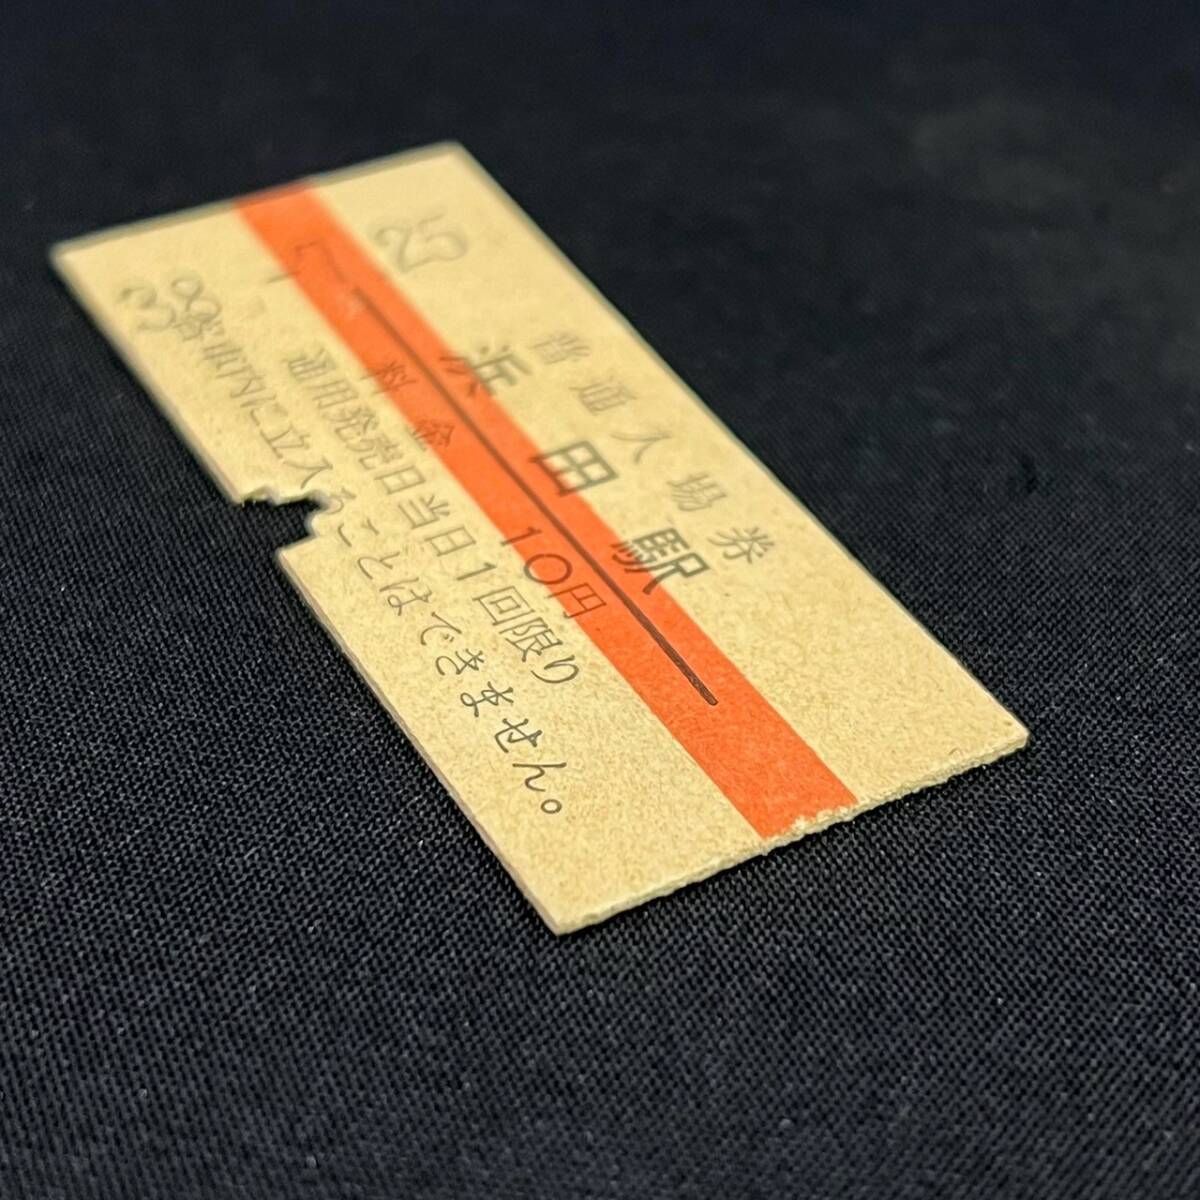 普通入場券
浜田駅
料金 10円
通用発売日当日1回限り
客車内に立入ることはできません。
25